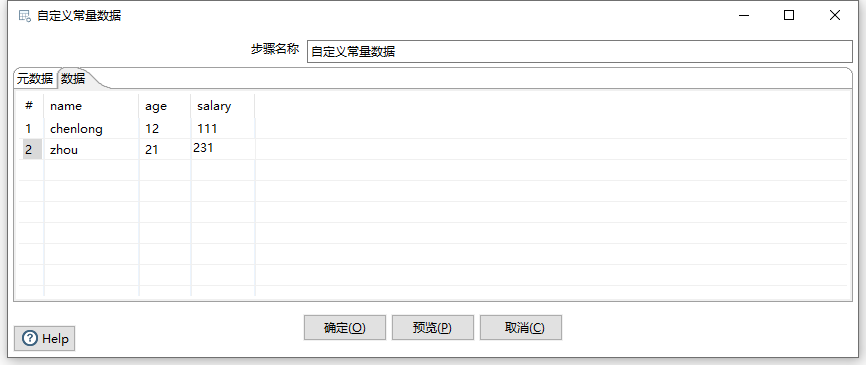 自定义常量数据
步骤名称 自定义常量数据
元数据 数据
# name age salary
1 chenlong 12 111
2 zhou 21 231
确定(O) 预览(P) 取消(C)
Help